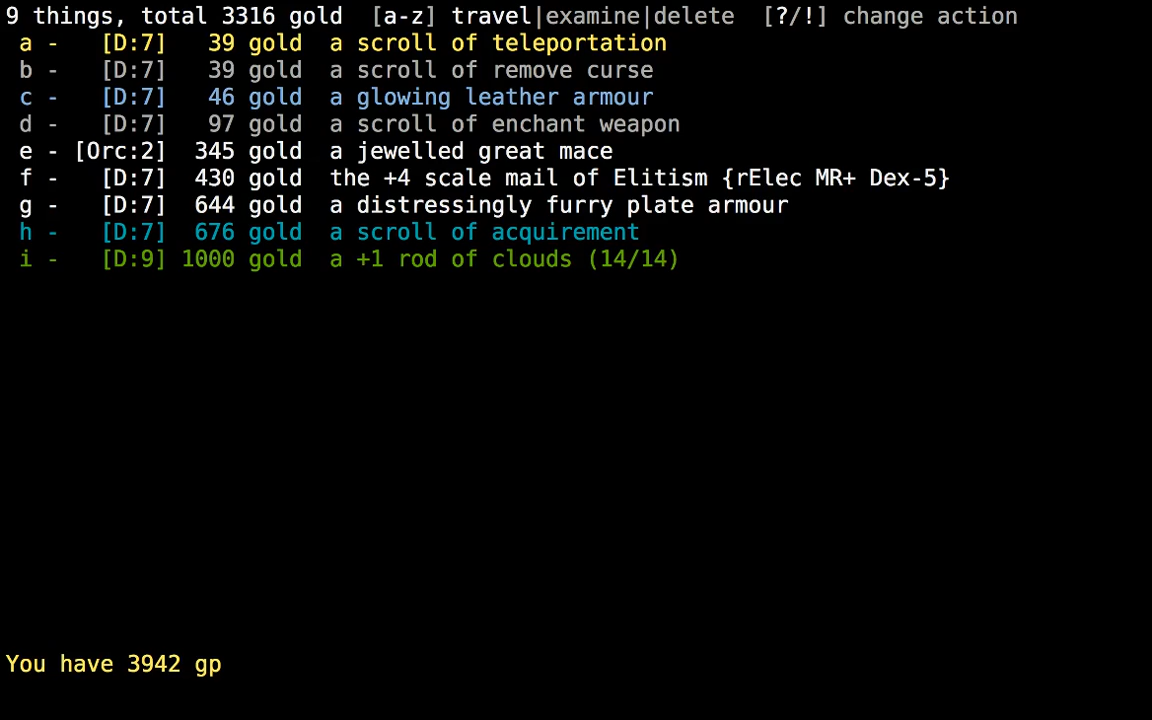 9 things, total 3316 gold  [a-z] travel|examine|delete  [?/!] change action
a -   [D:7]   39 gold  a scroll of teleportation
b -   [D:7]   39 gold  a scroll of remove curse
c -   [D:7]   46 gold  a glowing leather armour
d -   [D:7]   97 gold  a scroll of enchant weapon
e - [Orc:2]  345 gold  a jewelled great mace
f -   [D:7]  430 gold  the +4 scale mail of Elitism {rElec MR+ Dex-5}
g -   [D:7]  644 gold  a distressingly furry plate armour
h -   [D:7]  676 gold  a scroll of acquirement
i -   [D:9] 1000 gold  a +1 rod of clouds (14/14)
You have 3942 gp